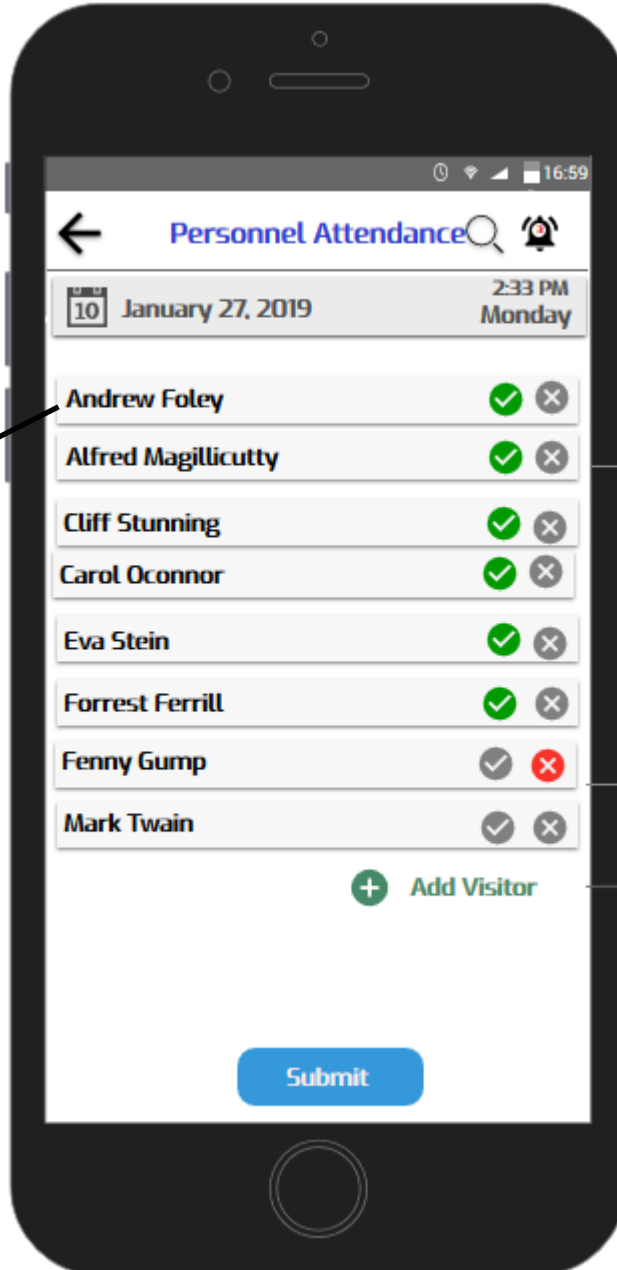 16:59
Personnel Attendance
2:33 PM
10 January 27, 2019 Monday
Andrew Foley
Alfred Magillicutty
Cliff Stunning
Carol Oconnor
Eva Stein
Forrest Ferrill
Fenny Gump
Mark Twain
Add Visitor
Submit